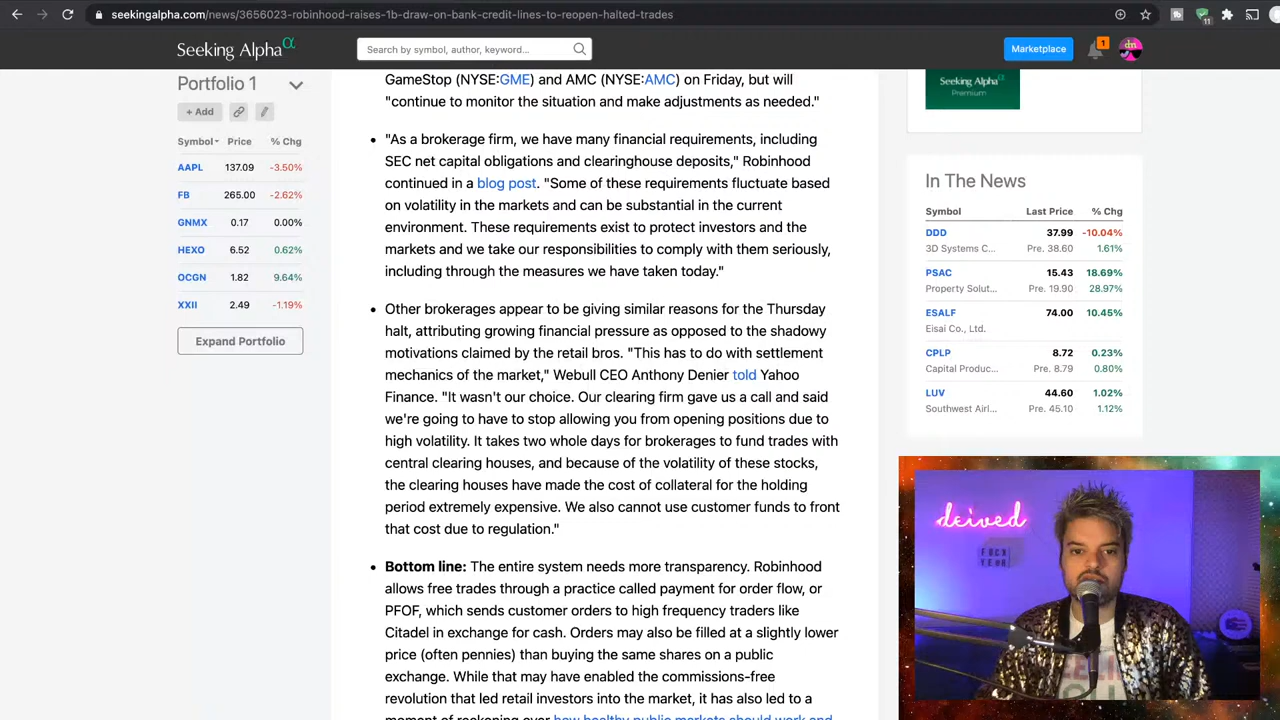 seekingalpha.com/news/3656023-robinhood-raises-1b-draw-on-bank-credit-lines-to-reopen-halted-trades
11
Seeking Alpha α
Search by symbol, author, keyword...
Marketplace
1
Portfolio 1
+ Add
Symbol Price % Chg
AAPL 137.09 -3.50%
FB 265.00 -2.62%
GNMX 0.17 0.00%
HEXO 6.52 0.62%
OCGN 1.82 9.64%
XXII 2.49 -1.19%
Expand Portfolio
GameStop (NYSE:GME) and AMC (NYSE:AMC) on Friday, but will
"continue to monitor the situation and make adjustments as needed."
• "As a brokerage firm, we have many financial requirements, including
SEC net capital obligations and clearinghouse deposits," Robinhood
continued in a blog post. "Some of these requirements fluctuate based
on volatility in the markets and can be substantial in the current
environment. These requirements exist to protect investors and the
markets and we take our responsibilities to comply with them seriously,
including through the measures we have taken today."
• Other brokerages appear to be giving similar reasons for the Thursday
halt, attributing growing financial pressure as opposed to the shadowy
motivations claimed by the retail bros. "This has to do with settlement
mechanics of the market," Webull CEO Anthony Denier told Yahoo
Finance. "It wasn't our choice. Our clearing firm gave us a call and said
we're going to have to stop allowing you from opening positions due to
high volatility. It takes two whole days for brokerages to fund trades with
central clearing houses, and because of the volatility of these stocks,
the clearing houses have made the cost of collateral for the holding
period extremely expensive. We also cannot use customer funds to front
that cost due to regulation."
• Bottom line: The entire system needs more transparency. Robinhood
allows free trades through a practice called payment for order flow, or
PFOF, which sends customer orders to high frequency traders like
Citadel in exchange for cash. Orders may also be filled at a slightly lower
price (often pennies) than buying the same shares on a public
exchange. While that may have enabled the commissions-free
revolution that led retail investors into the market, it has also led to a
moment of reckoning over how healthy public markets should work and
Seeking Alpha α
Premium
In The News
Symbol Last Price % Chg
DDD 37.99 -10.04%
3D Systems C... Pre. 38.60 1.61%
PSAC 15.43 18.69%
Property Solut... Pre. 19.90 28.97%
ESALF 74.00 10.45%
Eisai Co., Ltd.
CPLP 8.72 0.23%
Capital Produc... Pre. 8.79 0.80%
LUV 44.60 1.02%
Southwest Airl... Pre. 45.10 1.12%
deived
FUCK
YEAH